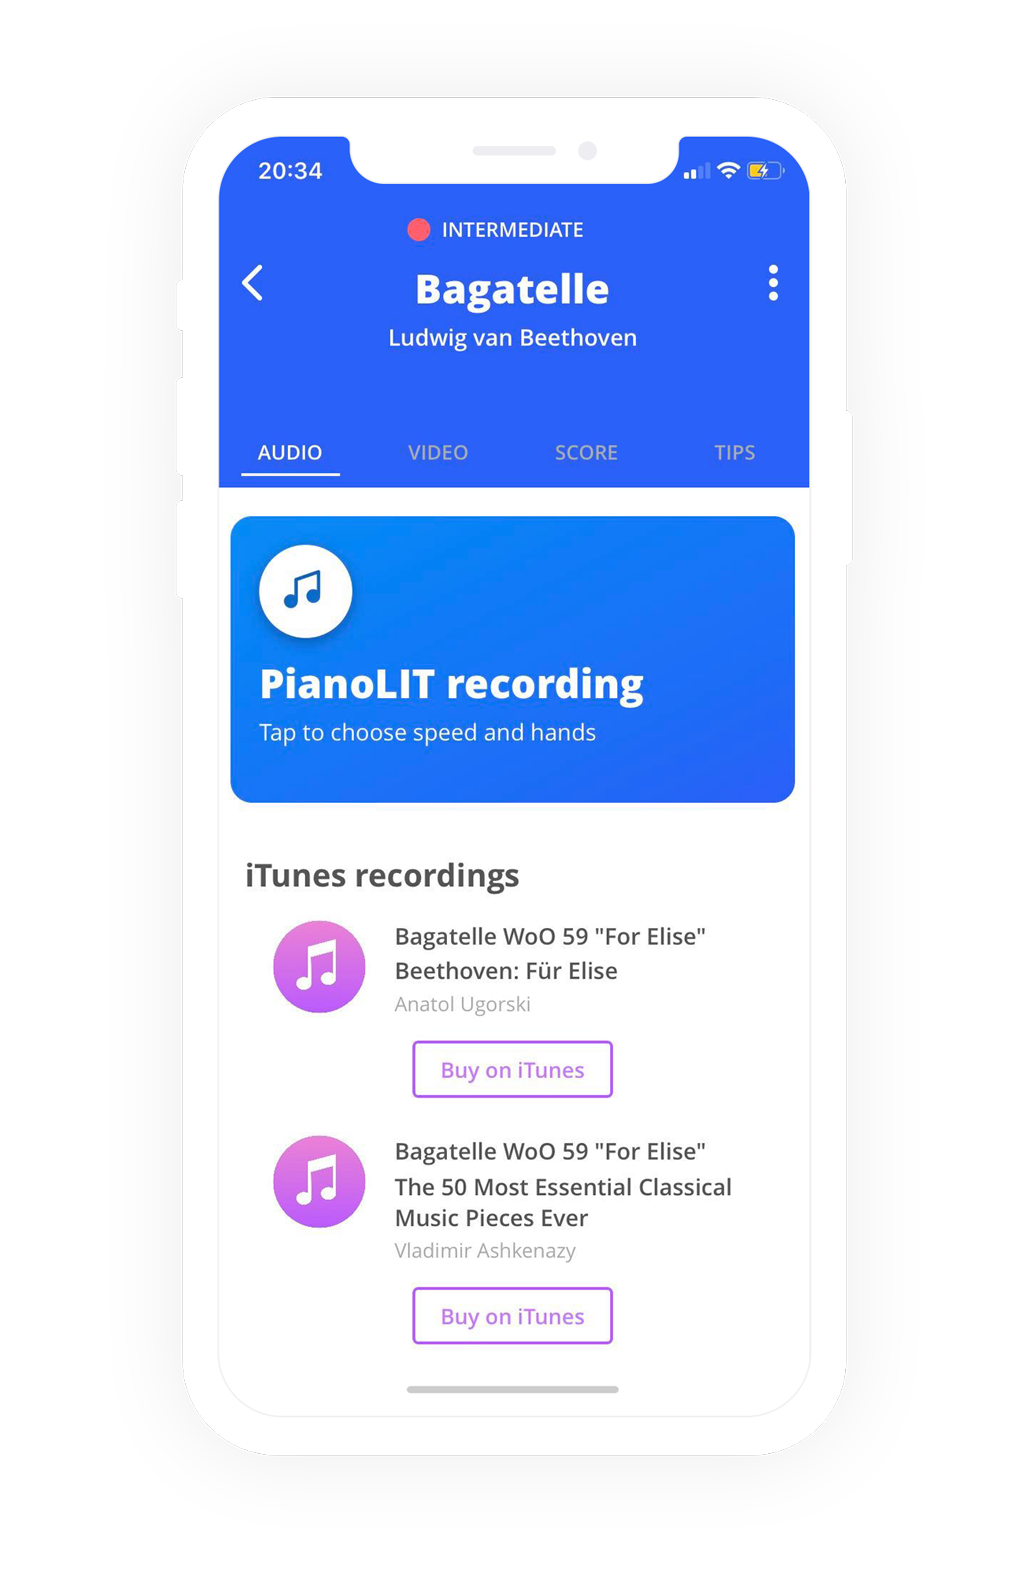 20:34
INTERMEDIATE
Bagatelle
Ludwig van Beethoven
AUDIO VIDEO SCORE TIPS
PianoLIT recording
Tap to choose speed and hands
iTunes recordings
Bagatelle WoO 59 "For Elise"
Beethoven: Für Elise
Anatol Ugorski
Buy on iTunes
Bagatelle WoO 59 "For Elise"
The 50 Most Essential Classical
Music Pieces Ever
Vladimir Ashkenazy
Buy on iTunes